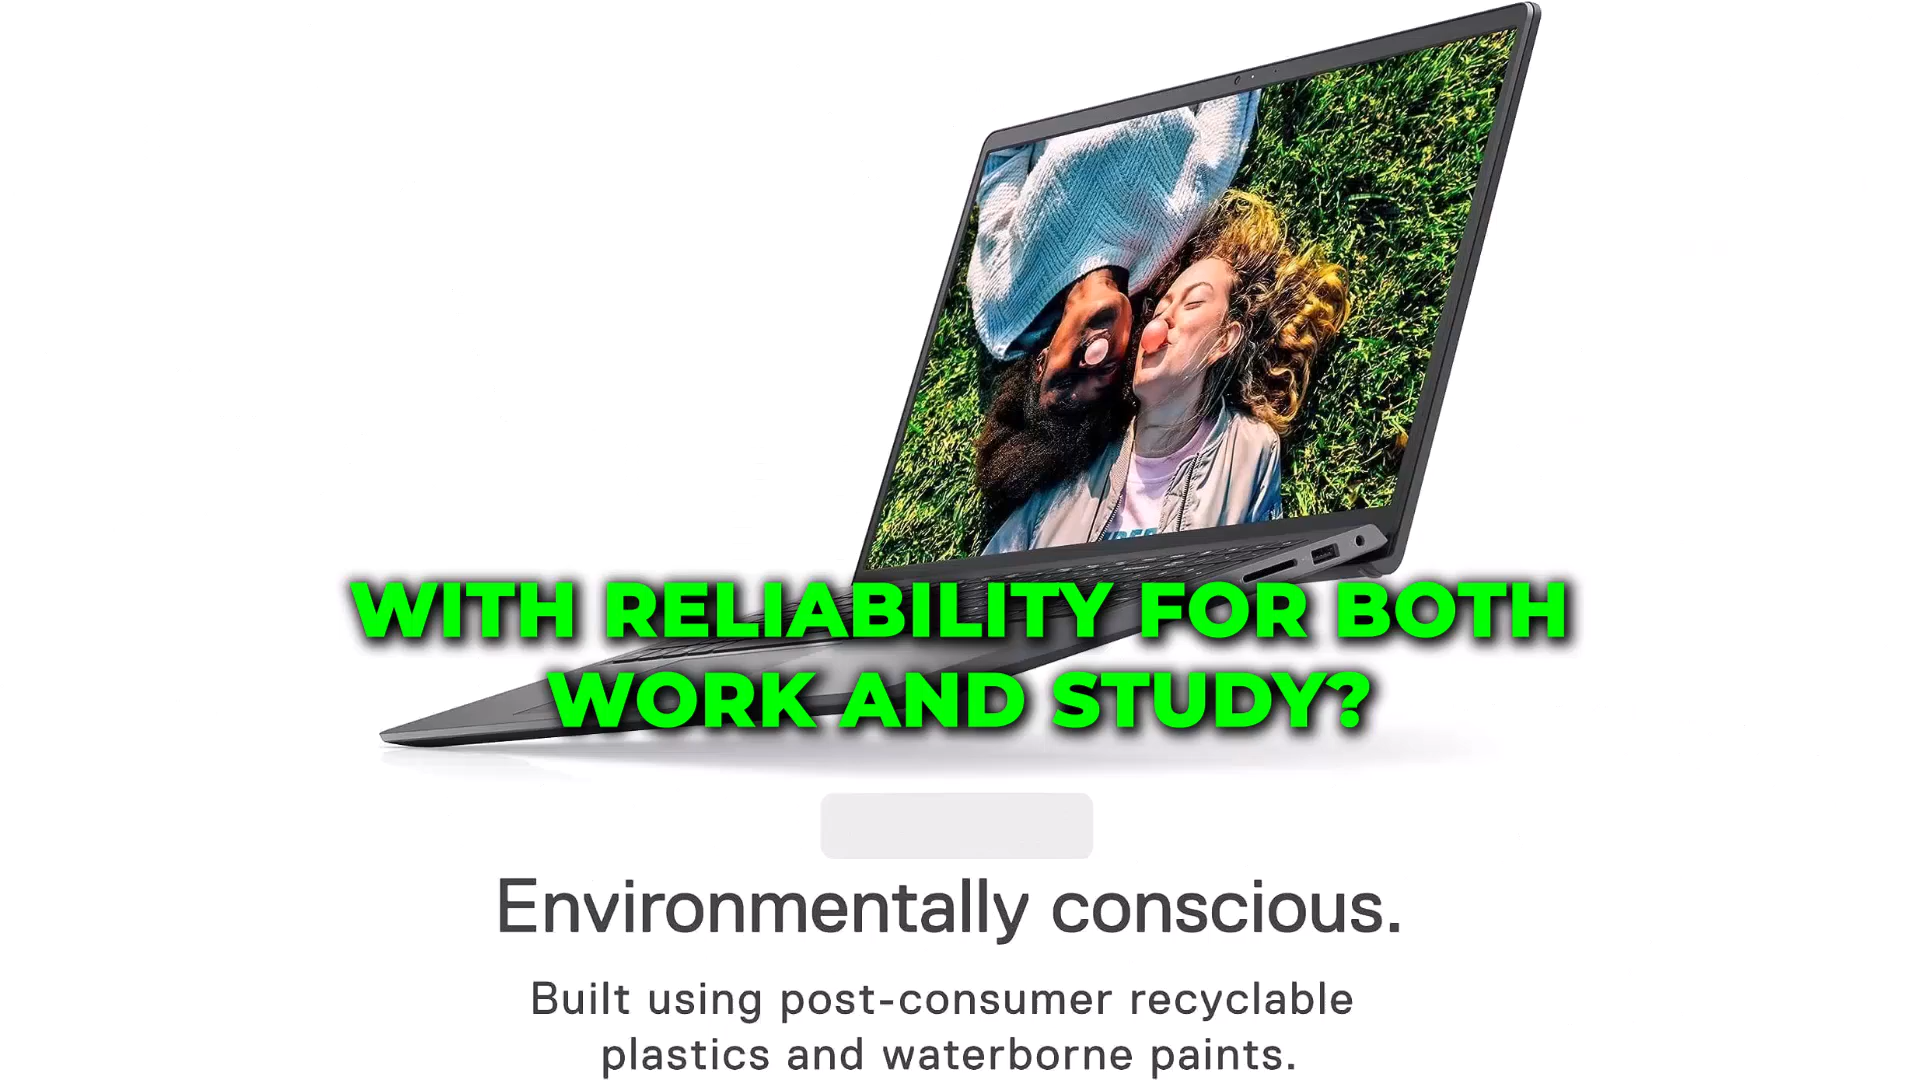 WITH RELIABILITY FOR BOTH
WORK AND STUDY?
Environmentally conscious.
Built using post-consumer recyclable
plastics and waterborne paints.